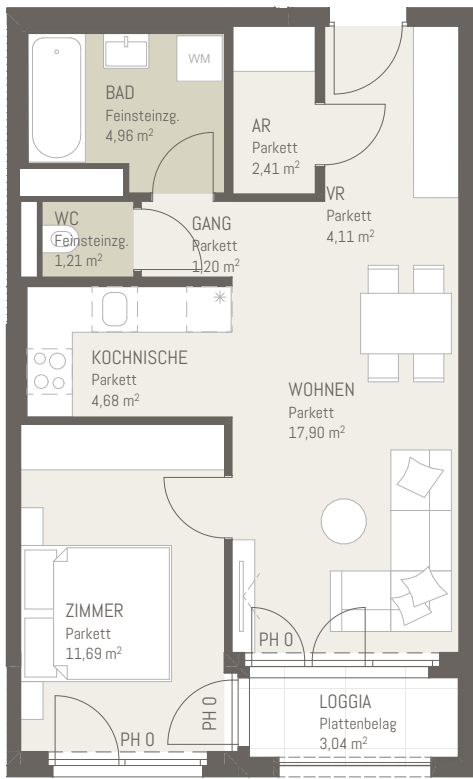 WM
BAD
Feinsteinzg.
4,96 m²
AR
Parkett
2,41 m²
VR
Parkett
4,11 m²
WC
Feinsteinzg.
1,21 m²
GANG
Parkett
1,20 m²
KOCHNISCHE
Parkett
4,68 m²
WOHNEN
Parkett
17,90 m²
ZIMMER
Parkett
11,69 m²
PH 0
PH 0
PH 0
LOGGIA
Plattenbelag
3,04 m²